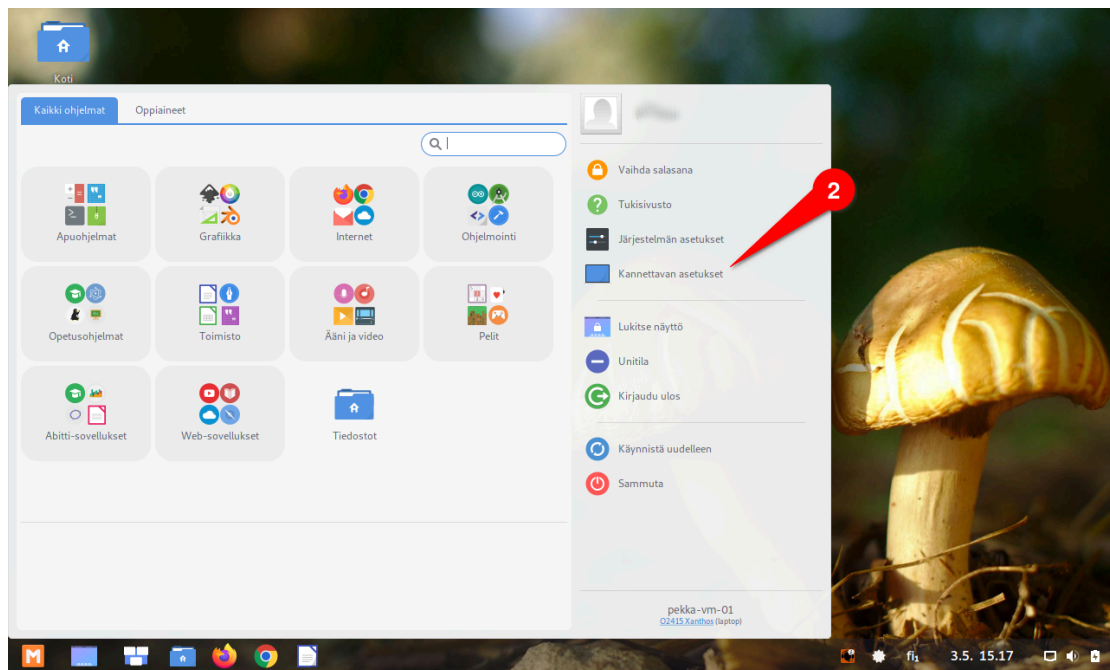 Koti
Kaikki ohjelmat
Oppiaineet
Apuohjelmat
Grafiikka
Internet
Ohjelmointi
Opetusohjelmat
Toimisto
Ääni ja video
Pelit
Abitti-sovellukset
Web-sovellukset
Tiedostot
Vaihda salasana
Tukisivusto
Järjestelmän asetukset
Kannettavan asetukset
2
Lukitse näyttö
Unitila
Kirjaudu ulos
Käynnistä uudelleen
Sammuta
pekka-vm-01
O2415 Xanthos (laptop)
M
fi₁
3.5. 15.17